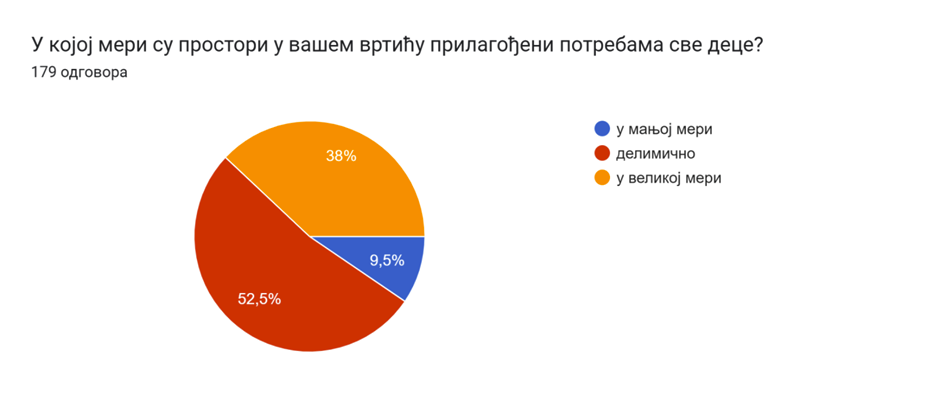 У којој мери су простори у вашем вртићу прилагођени потребама све деце?
179 одговора
у мањој мери
делимично
у великој мери
38%
9,5%
52,5%